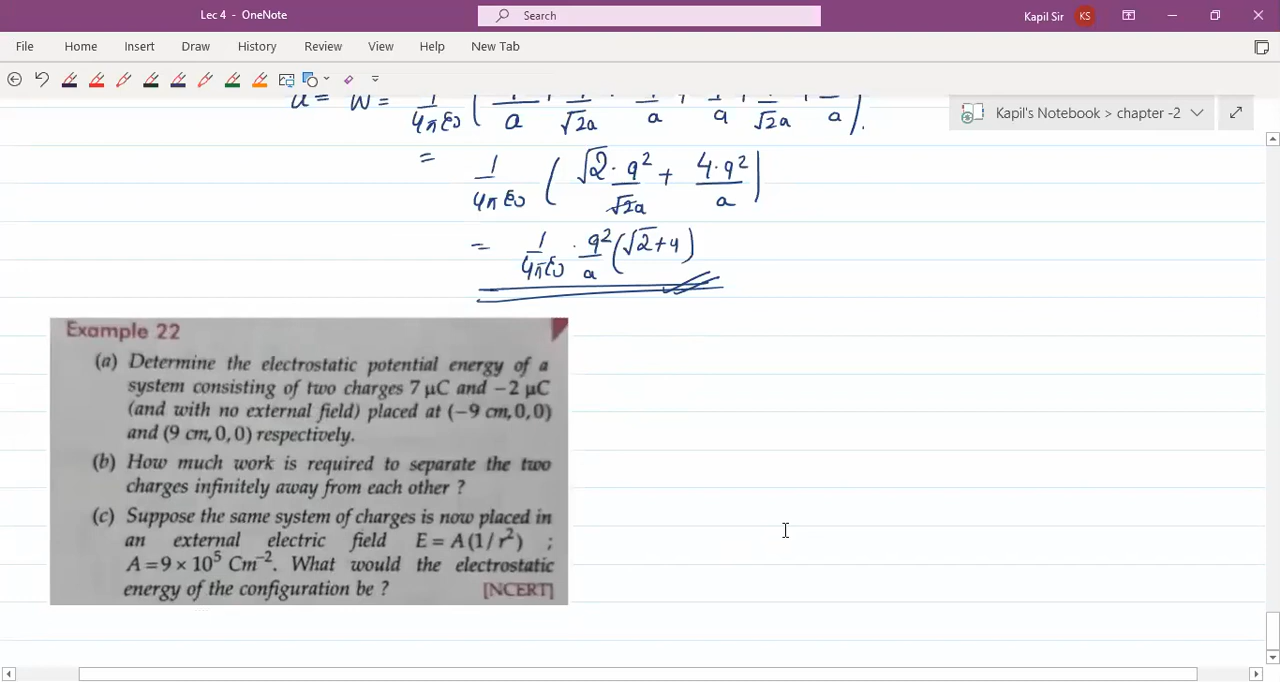 Lec 4 - OneNote
Search
Kapil Sir KS
File Home Insert Draw History Review View Help New Tab
Kapil's Notebook > chapter -2
u = W = 1/4πε0 ( /a + /√2a + /a + /a + /√2a + /a ).
= 1/4πε0 ( √2·q²/√2a + 4·q²/a )
= 1/4πε0 · q²/a (√2+4)
Example 22
(a) Determine the electrostatic potential energy of a
system consisting of two charges 7 μC and −2 μC
(and with no external field) placed at (−9 cm, 0, 0)
and (9 cm, 0, 0) respectively.
(b) How much work is required to separate the two
charges infinitely away from each other ?
(c) Suppose the same system of charges is now placed in
an external electric field E = A(1/r²) ;
A = 9 × 10⁵ Cm⁻². What would the electrostatic
energy of the configuration be ? [NCERT]